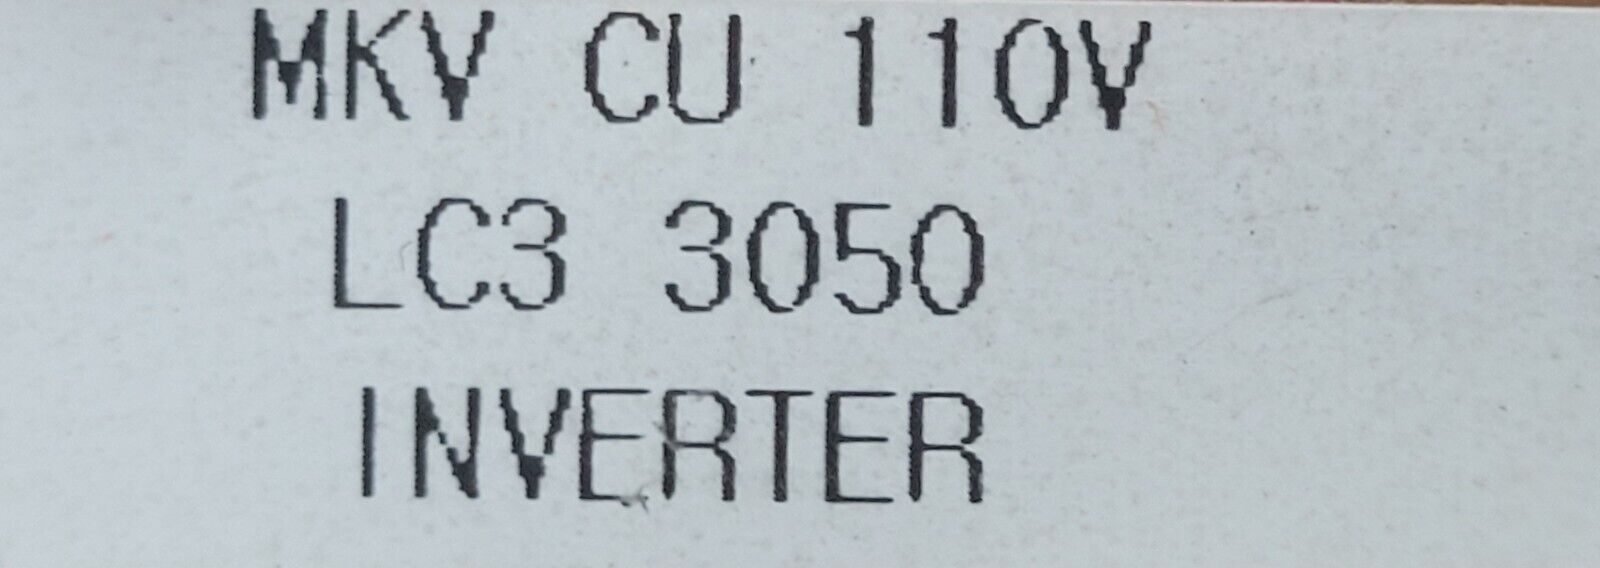 MKV CU 110V
LC3 3050
INVERTER